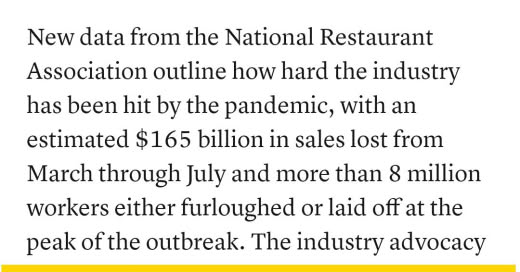 New data from the National Restaurant
Association outline how hard the industry
has been hit by the pandemic, with an
estimated $165 billion in sales lost from
March through July and more than 8 million
workers either furloughed or laid off at the
peak of the outbreak. The industry advocacy